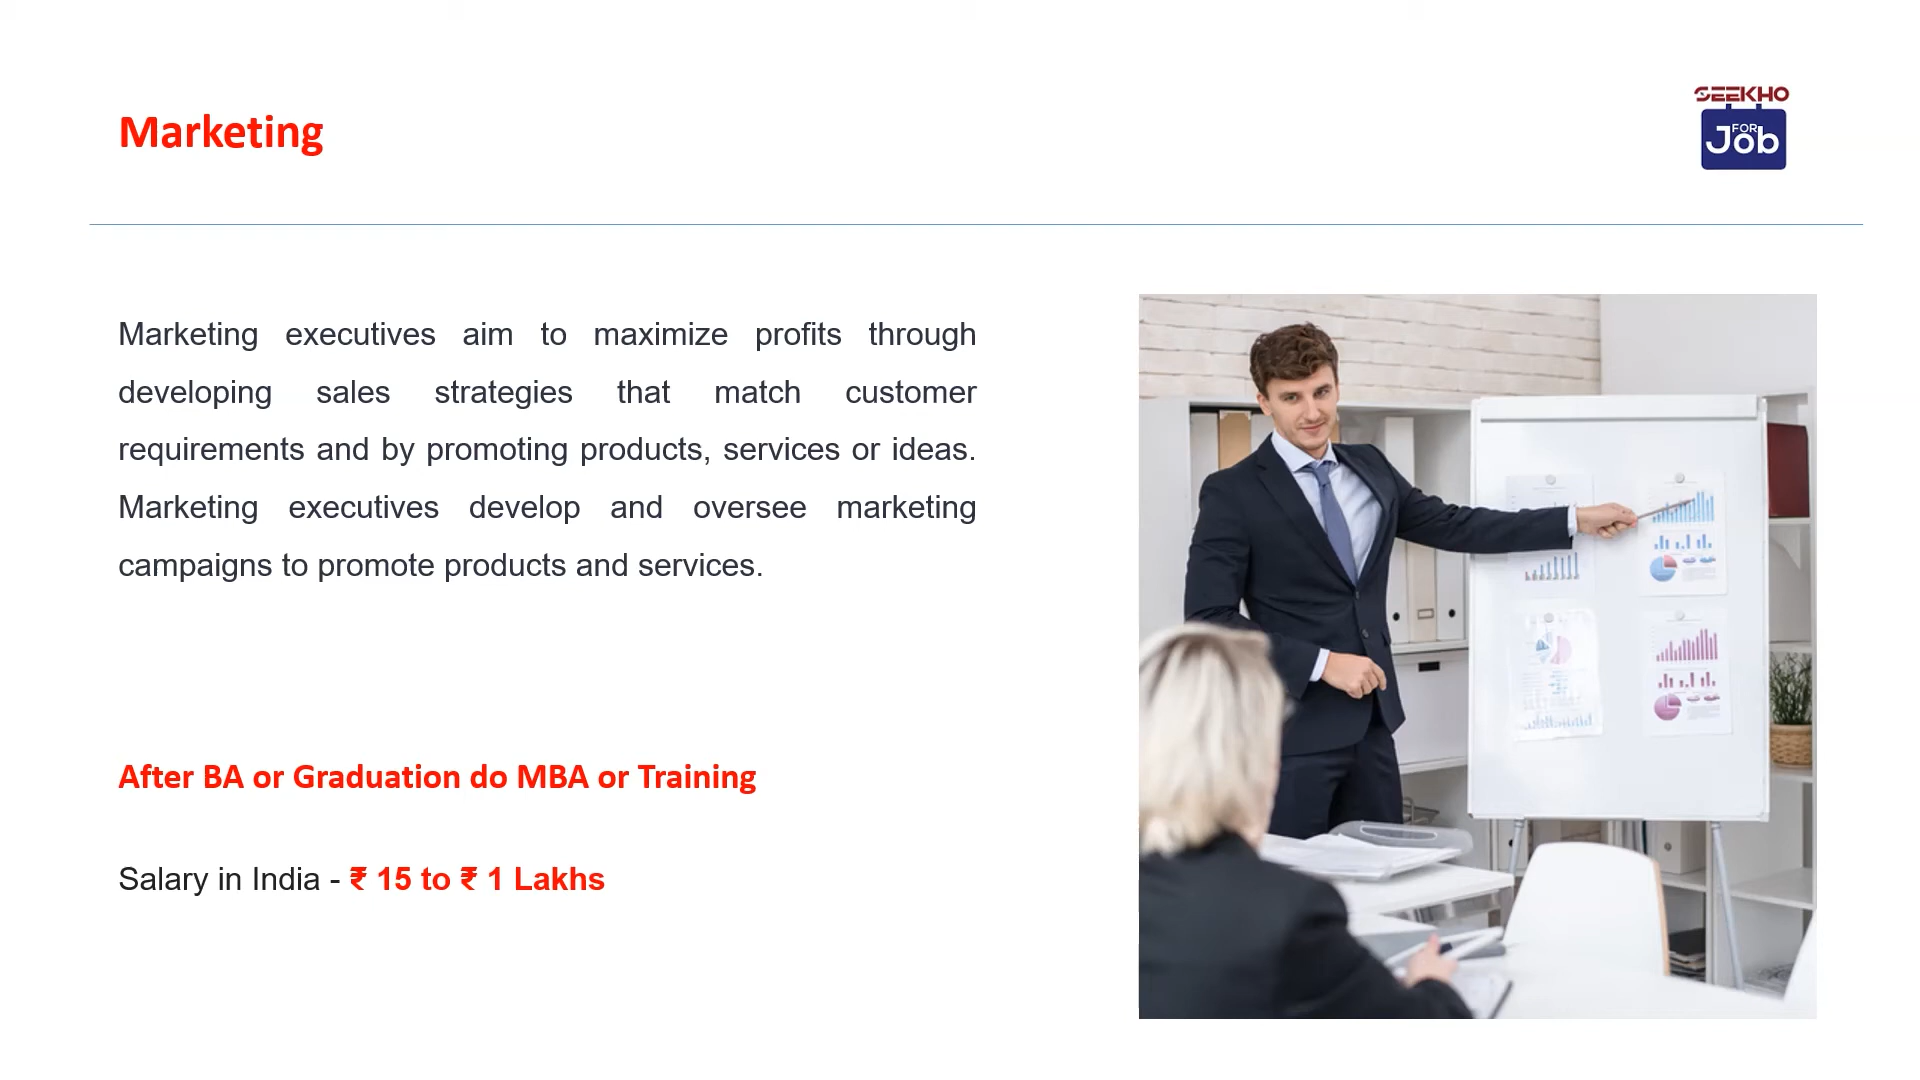 Marketing
SEEKHO
FOR
Job
Marketing executives aim to maximize profits through
developing sales strategies that match customer
requirements and by promoting products, services or ideas.
Marketing executives develop and oversee marketing
campaigns to promote products and services.
After BA or Graduation do MBA or Training
Salary in India - ₹ 15 to ₹ 1 Lakhs